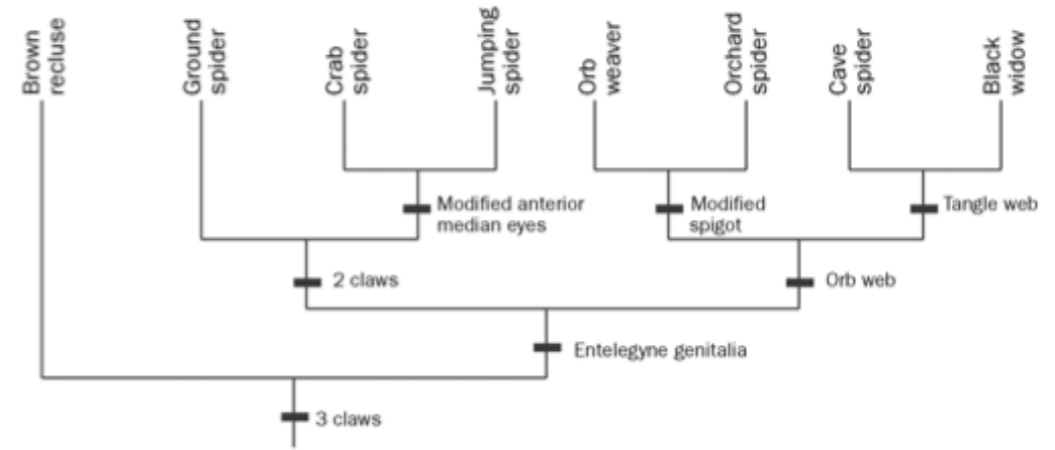 Brown
recluse
Ground
spider
Crab
spider
Jumping
spider
Orb
weaver
Orchard
spider
Cave
spider
Black
widow
Modified anterior
median eyes
Modified
spigot
Tangle web
2 claws
Orb web
Entelegyne genitalia
3 claws